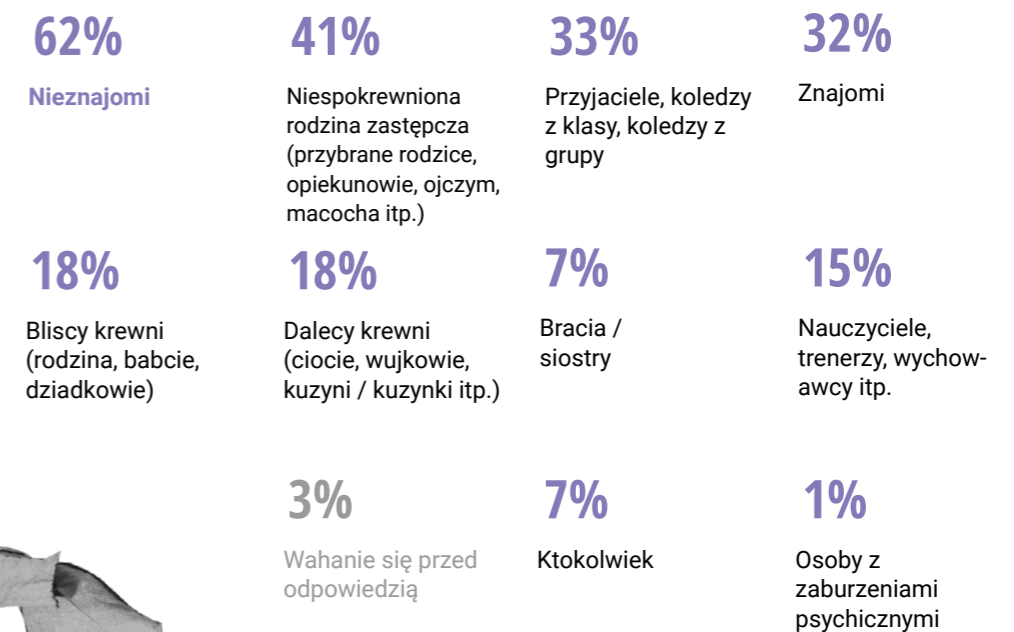 62%
Nieznajomi
41%
Niespokrewniona
rodzina zastępcza
(przybrane rodzice,
opiekunowie, ojczym,
macocha itp.)
33%
Przyjaciele, koledzy
z klasy, koledzy z
grupy
32%
Znajomi
18%
Bliscy krewni
(rodzina, babcie,
dziadkowie)
18%
Dalecy krewni
(ciocie, wujkowie,
kuzyni / kuzynki itp.)
7%
Bracia /
siostry
15%
Nauczyciele,
trenerzy, wychow-
awcy itp.
3%
Wahanie się przed
odpowiedzią
7%
Ktokolwiek
1%
Osoby z
zaburzeniami
psychicznymi